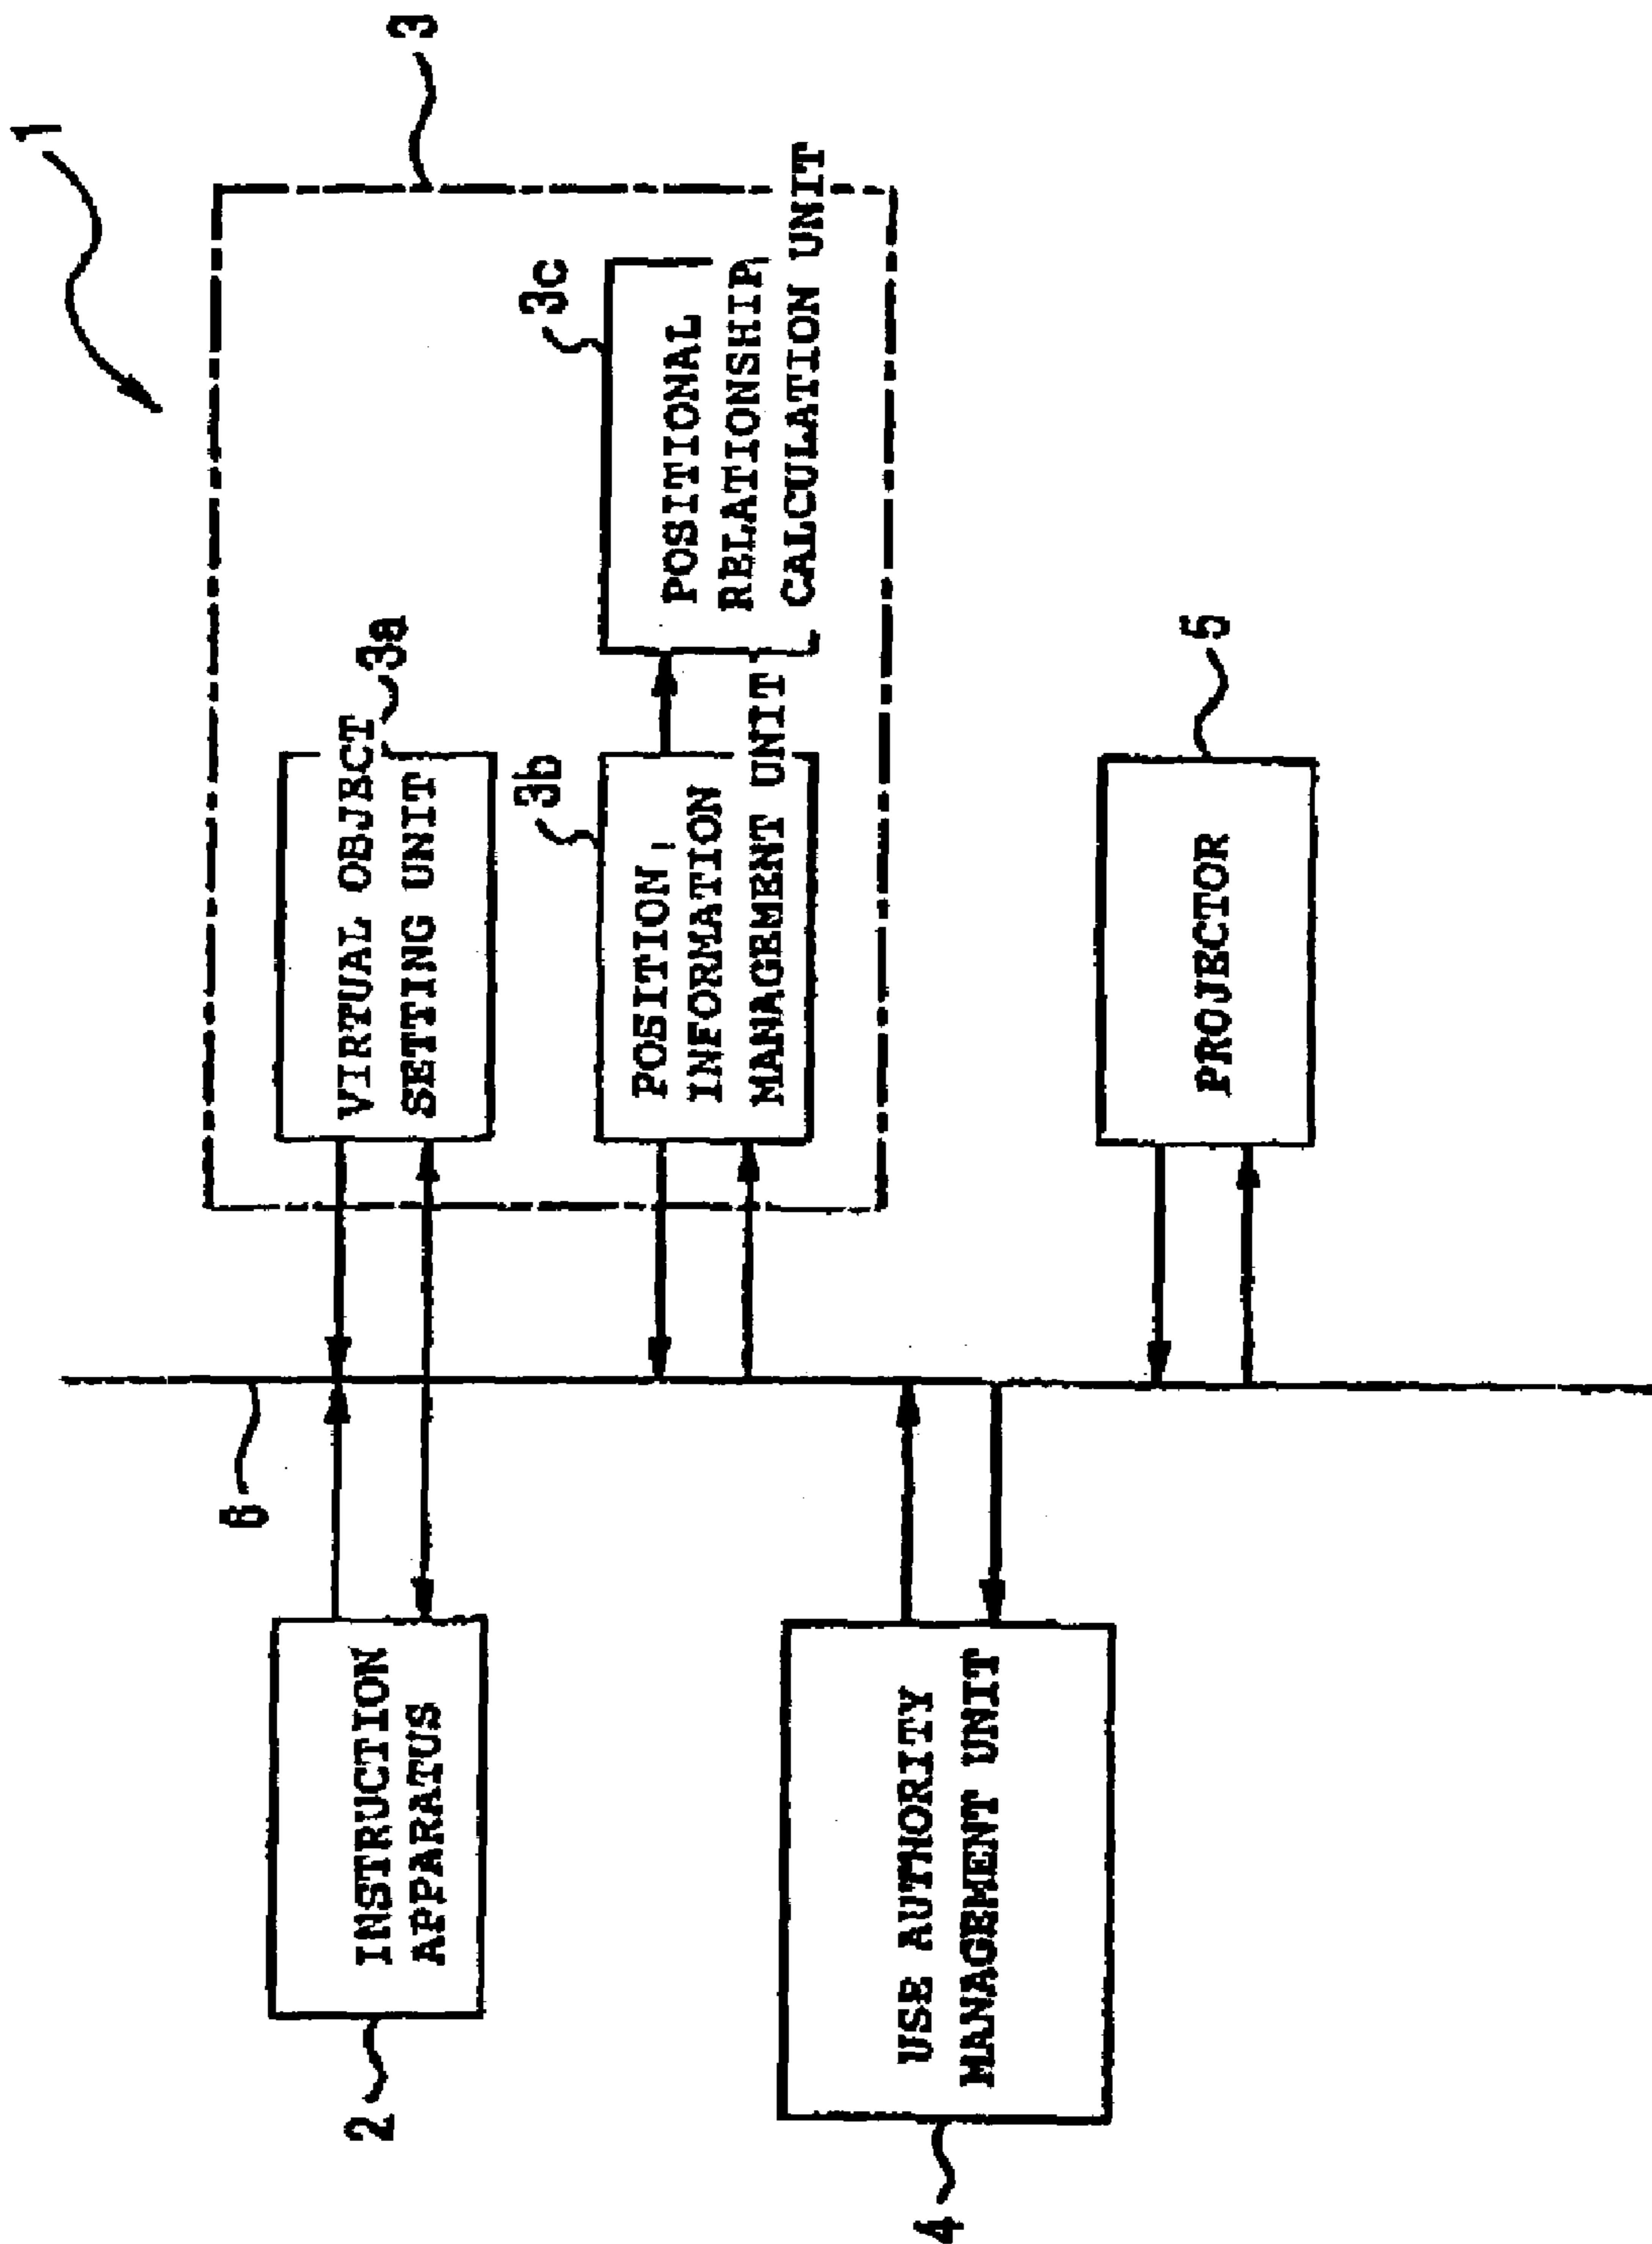 1
8
2
INSTRUCTION
APPARATUS
VIRTUAL OBJECT
SETTING UNIT
3a
3
3b
POSITION
INFORMATION
MANAGEMENT UNIT
3c
POSITIONAL
RELATIONSHIP
CALCULATION UNIT
4
USE AUTHORITY
MANAGEMENT UNIT
5
PROJECTOR